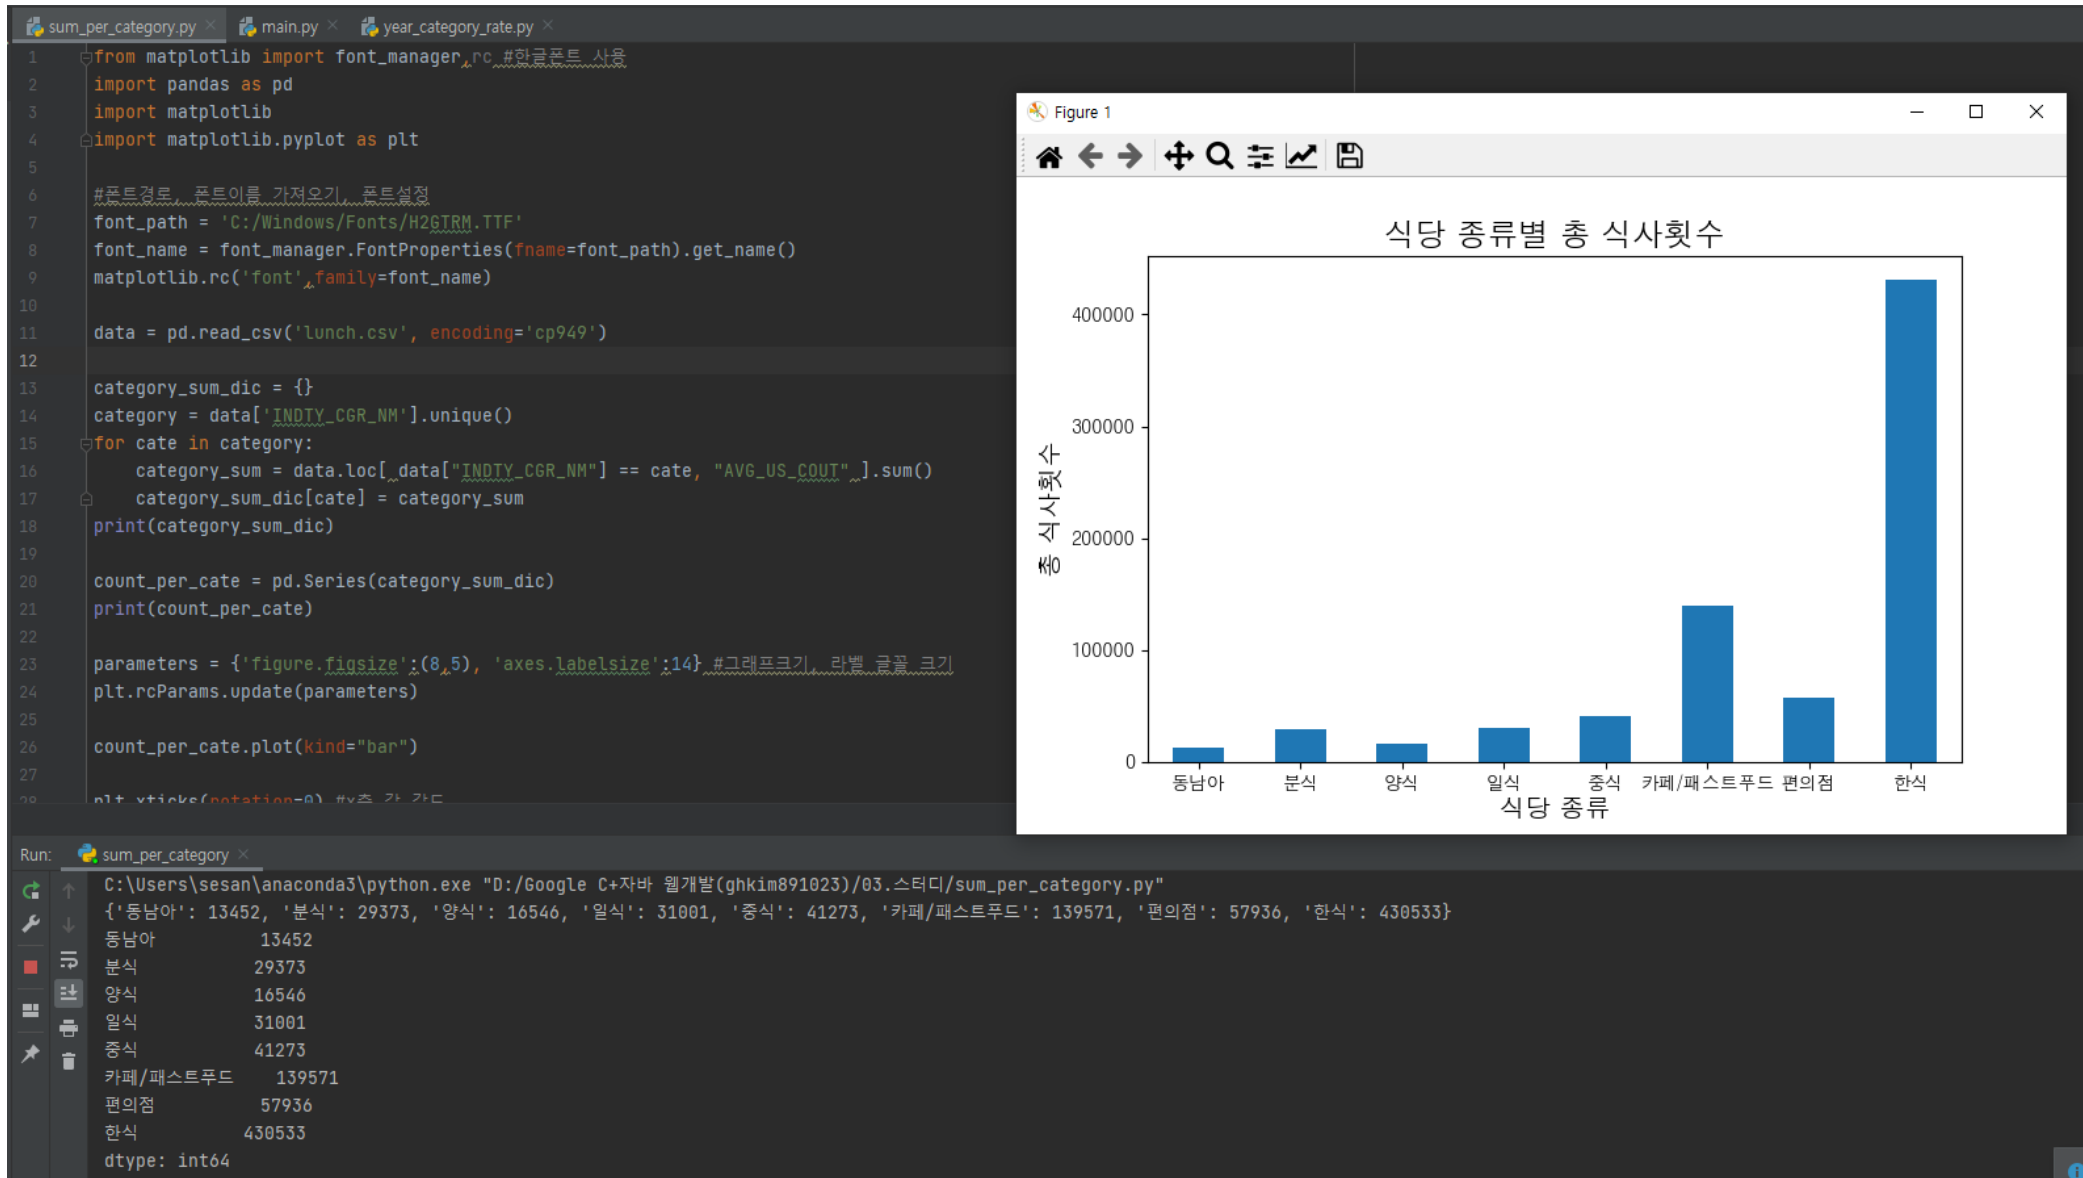 sum_per_category.py main.py year_category_rate.py
1 from matplotlib import font_manager,rc #한글폰트 사용
2 import pandas as pd
3 import matplotlib
4 import matplotlib.pyplot as plt
5
6 #폰트경로, 폰트이름 가져오기, 폰트설정
7 font_path = 'C:/Windows/Fonts/H2GTRM.TTF'
8 font_name = font_manager.FontProperties(fname=font_path).get_name()
9 matplotlib.rc('font',family=font_name)
10
11 data = pd.read_csv('lunch.csv', encoding='cp949')
12
13 category_sum_dic = {}
14 category = data['INDTY_CGR_NM'].unique()
15 for cate in category:
16 category_sum = data.loc[ data["INDTY_CGR_NM"] == cate, "AVG_US_COUT" ].sum()
17 category_sum_dic[cate] = category_sum
18 print(category_sum_dic)
19
20 count_per_cate = pd.Series(category_sum_dic)
21 print(count_per_cate)
22
23 parameters = {'figure.figsize':(8,5), 'axes.labelsize':14} #그래프크기, 라벨 글꼴 크기
24 plt.rcParams.update(parameters)
25
26 count_per_cate.plot(kind="bar")
27
28 plt.xticks(rotation=0) #x축 값 각도
Figure 1
식당 종류별 총 식사횟수
400000
300000
200000
100000
0
총 식사횟수
동남아 분식 양식 일식 중식 카페/패스트푸드 편의점 한식
식당 종류
Run: sum_per_category
C:\Users\sesan\anaconda3\python.exe "D:/Google C+자바 웹개발(ghkim891023)/03.스터디/sum_per_category.py"
{'동남아': 13452, '분식': 29373, '양식': 16546, '일식': 31001, '중식': 41273, '카페/패스트푸드': 139571, '편의점': 57936, '한식': 430533}
동남아 13452
분식 29373
양식 16546
일식 31001
중식 41273
카페/패스트푸드 139571
편의점 57936
한식 430533
dtype: int64